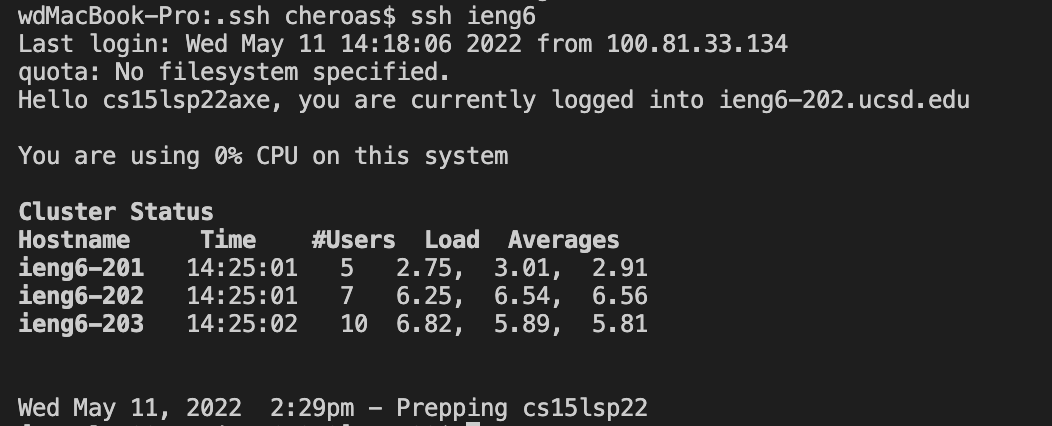 wdMacBook-Pro:.ssh cheroas$ ssh ieng6
Last login: Wed May 11 14:18:06 2022 from 100.81.33.134
quota: No filesystem specified.
Hello cs15lsp22axe, you are currently logged into ieng6-202.ucsd.edu
You are using 0% CPU on this system
Cluster Status
Hostname Time #Users Load Averages
ieng6-201 14:25:01 5 2.75, 3.01, 2.91
ieng6-202 14:25:01 7 6.25, 6.54, 6.56
ieng6-203 14:25:02 10 6.82, 5.89, 5.81
Wed May 11, 2022 2:29pm - Prepping cs15lsp22